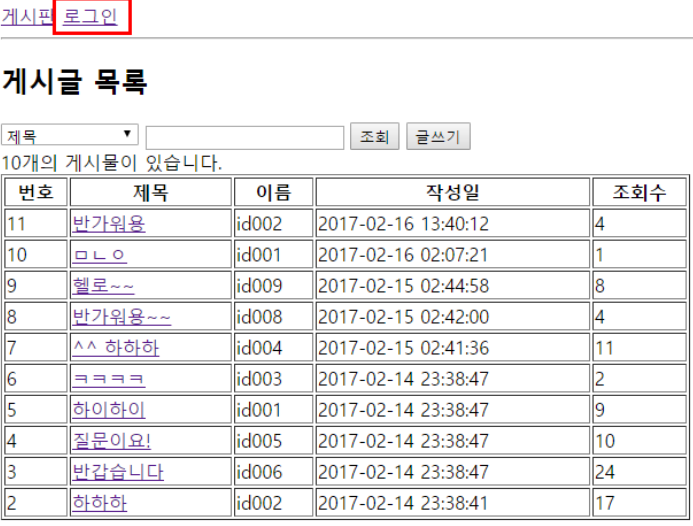 게시판 로그인
게시글 목록
제목 조회 글쓰기
10개의 게시물이 있습니다.
번호 제목 이름 작성일 조회수
11 반가워용 id002 2017-02-16 13:40:12 4
10 ㅁㄴㅇ id001 2017-02-16 02:07:21 1
9 헬로~~ id009 2017-02-15 02:44:58 8
8 반가워용~~ id008 2017-02-15 02:42:00 4
7 ^^ 하하하 id004 2017-02-15 02:41:36 11
6 ㅋㅋㅋㅋ id003 2017-02-14 23:38:47 2
5 하이하이 id001 2017-02-14 23:38:47 9
4 질문이요! id005 2017-02-14 23:38:47 10
3 반갑습니다 id006 2017-02-14 23:38:47 24
2 하하하 id002 2017-02-14 23:38:41 17